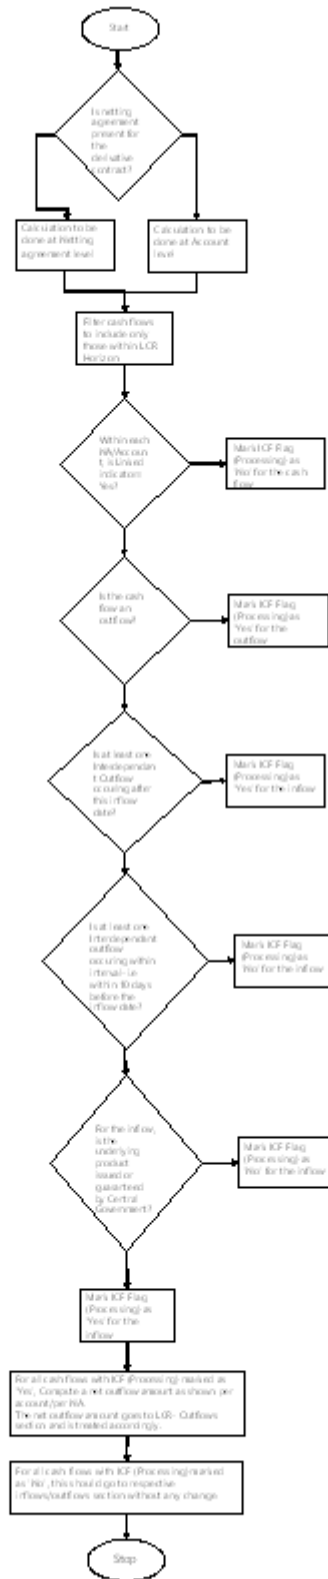 Start
Is netting
agreement
present for
the
derivative
contract?
Calculation to be
done at Netting
agreement level
Calculation to be
done at Account
level
Filter cash flows
to include only
those within LCR
Horizon
Within each
NA/Accoun
t, is Linked
Indicator=
Yes?
Mark ICF Flag
(Processing) as
'No' for the cash
flow
Is the cash
flow an
outflow?
Mark ICF Flag
(Processing) as
'Yes' for the
outflow
Is at least one
Interdependan
t Outflow
occuring after
this inflow
date?
Mark ICF Flag
(Processing) as
'Yes' for the inflow
Is at least one
Interdependent
outflow
occuring within
interval- i.e
within 10 days
before the
inflow date?
Mark ICF Flag
(Processing) as
'No' for the inflow
For the inflow,
is the
underlying
product
issued or
guaranteed
by Central
Government?
Mark ICF Flag
(Processing) as
'No' for the inflow
Mark ICF Flag
(Processing) as
'Yes' for the
inflow
For all cash flows with ICF (Processing) marked as
'Yes', Compute a net outflow amount as shown per
account/per NA.
The net outflow amount goes to LCR- Outflows
section and is treated accordingly.
For all cash flows with ICF (Processing) marked
as 'No', this should go to respective
inflows/outflows section without any change
Stop